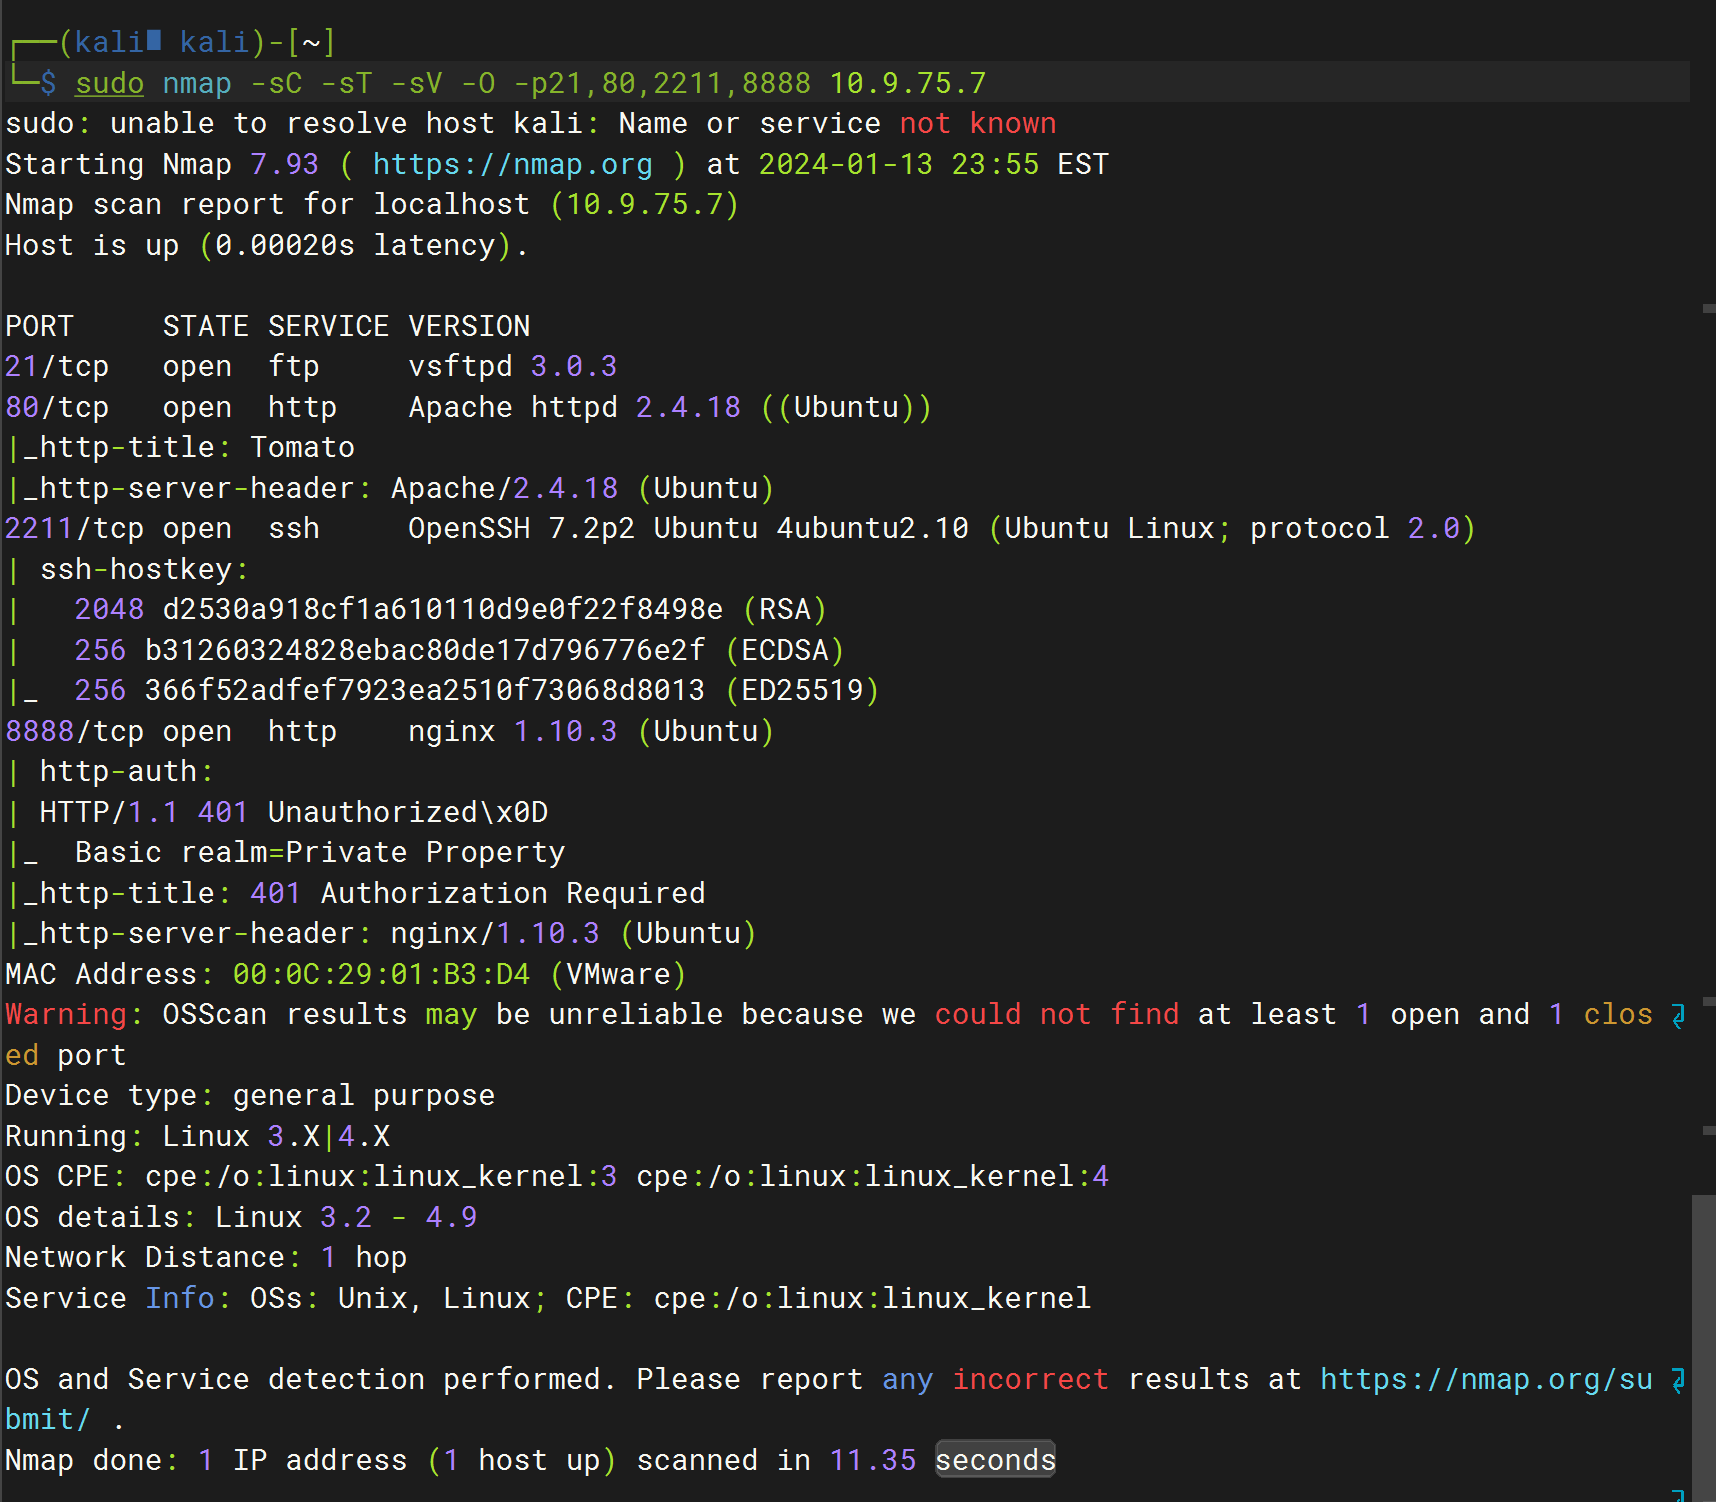 ┌──(kali kali)-[~]
└─$ sudo nmap -sC -sT -sV -O -p21,80,2211,8888 10.9.75.7
sudo: unable to resolve host kali: Name or service not known
Starting Nmap 7.93 ( https://nmap.org ) at 2024-01-13 23:55 EST
Nmap scan report for localhost (10.9.75.7)
Host is up (0.00020s latency).

PORT     STATE SERVICE VERSION
21/tcp   open  ftp     vsftpd 3.0.3
80/tcp   open  http    Apache httpd 2.4.18 ((Ubuntu))
|_http-title: Tomato
|_http-server-header: Apache/2.4.18 (Ubuntu)
2211/tcp open  ssh     OpenSSH 7.2p2 Ubuntu 4ubuntu2.10 (Ubuntu Linux; protocol 2.0)
| ssh-hostkey:
|   2048 d2530a918cf1a610110d9e0f22f8498e (RSA)
|   256 b31260324828ebac80de17d796776e2f (ECDSA)
|_  256 366f52adfef7923ea2510f73068d8013 (ED25519)
8888/tcp open  http    nginx 1.10.3 (Ubuntu)
| http-auth:
| HTTP/1.1 401 Unauthorized\x0D
|_  Basic realm=Private Property
|_http-title: 401 Authorization Required
|_http-server-header: nginx/1.10.3 (Ubuntu)
MAC Address: 00:0C:29:01:B3:D4 (VMware)
Warning: OSScan results may be unreliable because we could not find at least 1 open and 1 clos
ed port
Device type: general purpose
Running: Linux 3.X|4.X
OS CPE: cpe:/o:linux:linux_kernel:3 cpe:/o:linux:linux_kernel:4
OS details: Linux 3.2 - 4.9
Network Distance: 1 hop
Service Info: OSs: Unix, Linux; CPE: cpe:/o:linux:linux_kernel

OS and Service detection performed. Please report any incorrect results at https://nmap.org/su
bmit/ .
Nmap done: 1 IP address (1 host up) scanned in 11.35 seconds